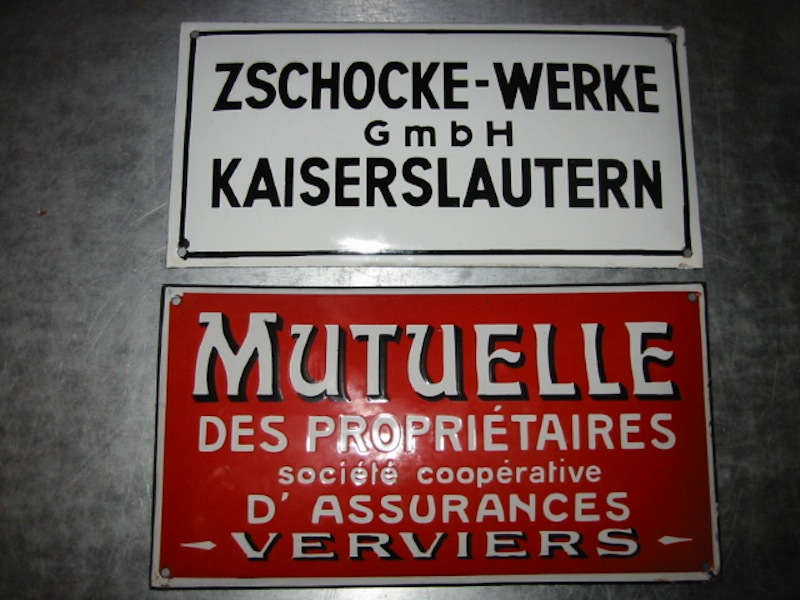 ZSCHOCKE-WERKE
GmbH
KAISERSLAUTERN
MUTUELLE
DES PROPRIÉTAIRES
société coopérative
D'ASSURANCES
VERVIERS